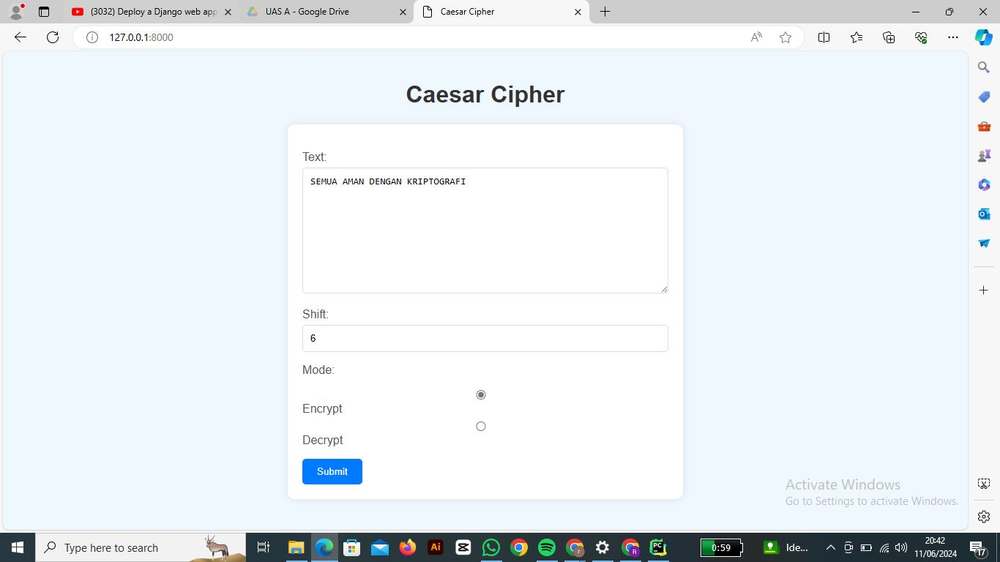 (3032) Deploy a Django web app
UAS A - Google Drive
Caesar Cipher
127.0.0.1:8000
Caesar Cipher
Text:
SEMUA AMAN DENGAN KRIPTOGRAFI
Shift:
6
Mode:
Encrypt
Decrypt
Submit
Activate Windows
Go to Settings to activate Windows.
Type here to search
Ai
PC
0:59
Ide...
20:42
11/06/2024
17